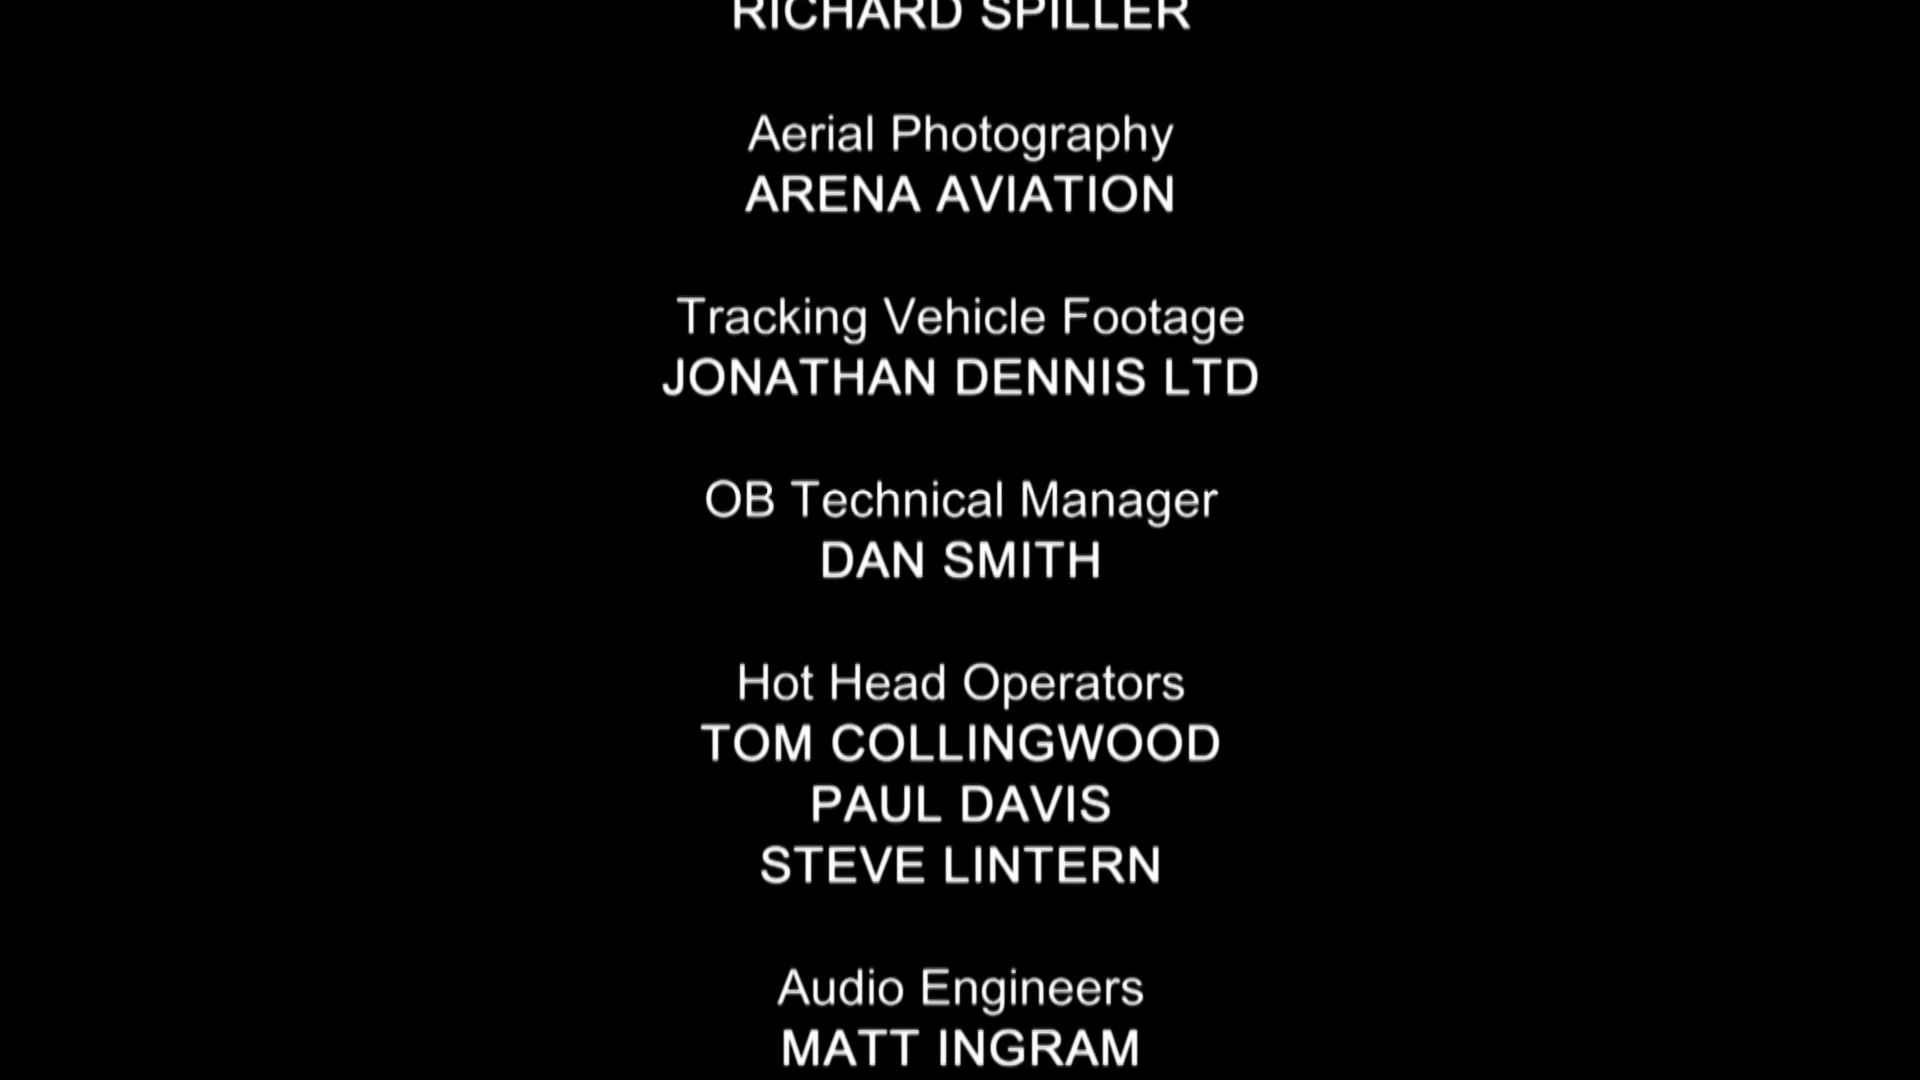 RICHARD SPILLER
Aerial Photography
ARENA AVIATION
Tracking Vehicle Footage
JONATHAN DENNIS LTD
OB Technical Manager
DAN SMITH
Hot Head Operators
TOM COLLINGWOOD
PAUL DAVIS
STEVE LINTERN
Audio Engineers
MATT INGRAM